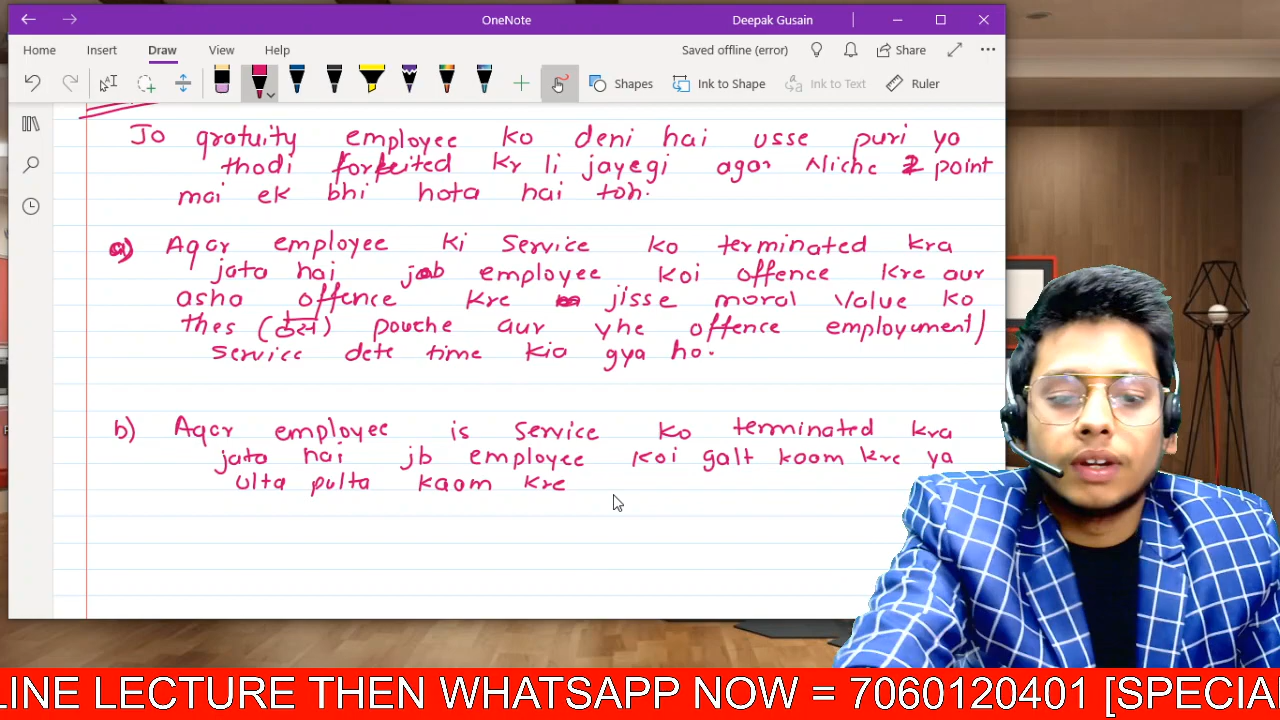 OneNote
Deepak Gusain
Home Insert Draw View Help
Saved offline (error) Share
Shapes Ink to Shape Ink to Text Ruler
Jo gratuity employee ko deni hai usse puri ya
thodi forfeited kr li jayegi agar Niche 2 point
mai ek bhi hota hai toh.
a) Agar employee ki Service ko terminated kra
jata hai jab employee koi offence kre aur
asha offence kre jisse moral value ko
thes (ठेस) pouche aur yhe offence employument/
service dete time kia gya ho.
b) Agar employee is Service ko terminated kra
jata hai jb employee koi galt kaam kre ya
ulta pulta kaam kre
LINE LECTURE THEN WHATSAPP NOW = 7060120401 [SPECIA